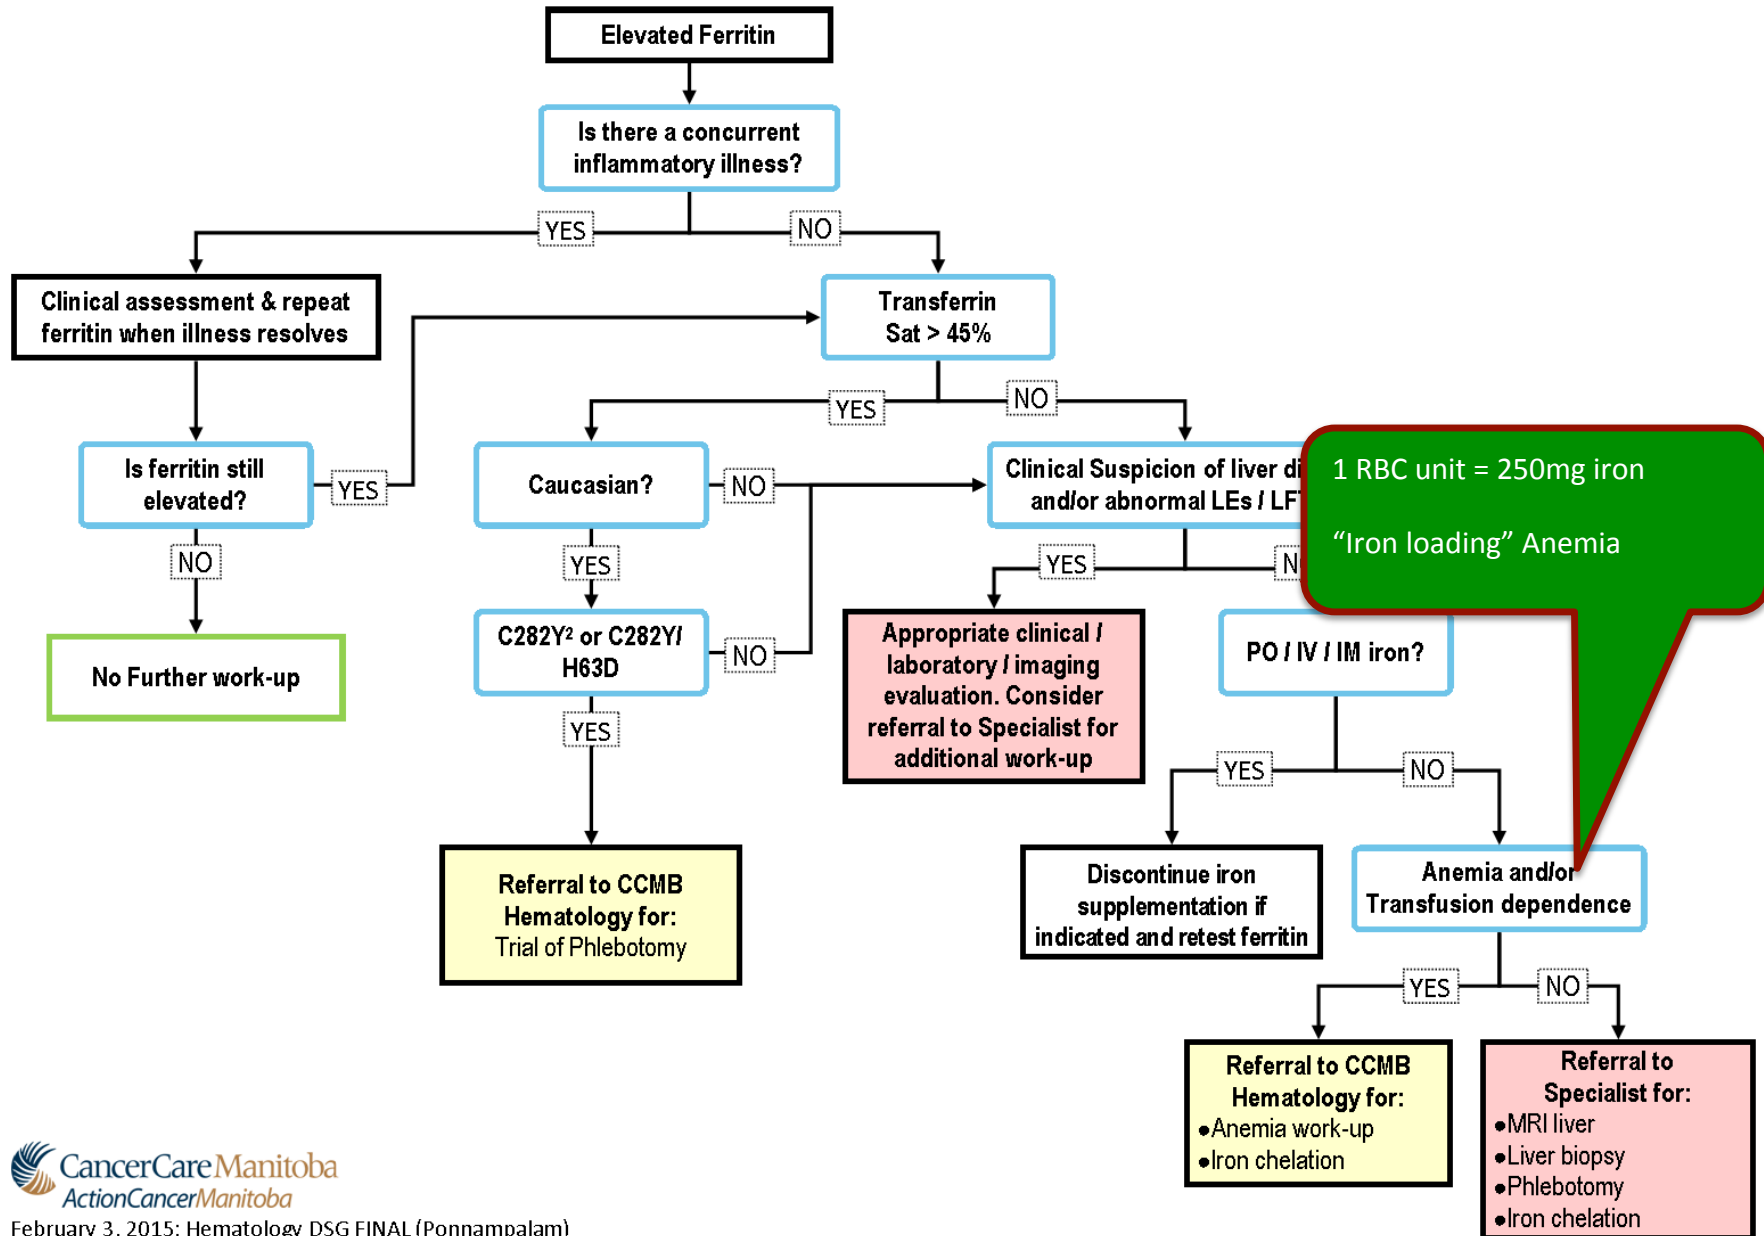 Elevated Ferritin
Is there a concurrent
inflammatory illness?
YES
NO
Clinical assessment & repeat
ferritin when illness resolves
Transferrin
Sat > 45%
YES
NO
Is ferritin still
elevated?
YES
Caucasian?
NO
Clinical Suspicion of liver di
and/or abnormal LEs / LF
1 RBC unit = 250mg iron
“Iron loading” Anemia
NO
YES
YES
N
No Further work-up
C282Y² or C282Y/
H63D
NO
Appropriate clinical /
laboratory / imaging
evaluation. Consider
referral to Specialist for
additional work-up
PO / IV / IM iron?
YES
YES
NO
Referral to CCMB
Hematology for:
Trial of Phlebotomy
Discontinue iron
supplementation if
indicated and retest ferritin
Anemia and/or
Transfusion dependence
YES
NO
Referral to CCMB
Hematology for:
●Anemia work-up
●Iron chelation
Referral to
Specialist for:
●MRI liver
●Liver biopsy
●Phlebotomy
●Iron chelation
CancerCare Manitoba
ActionCancerManitoba
February 3, 2015: Hematology DSG FINAL (Ponnampalam)